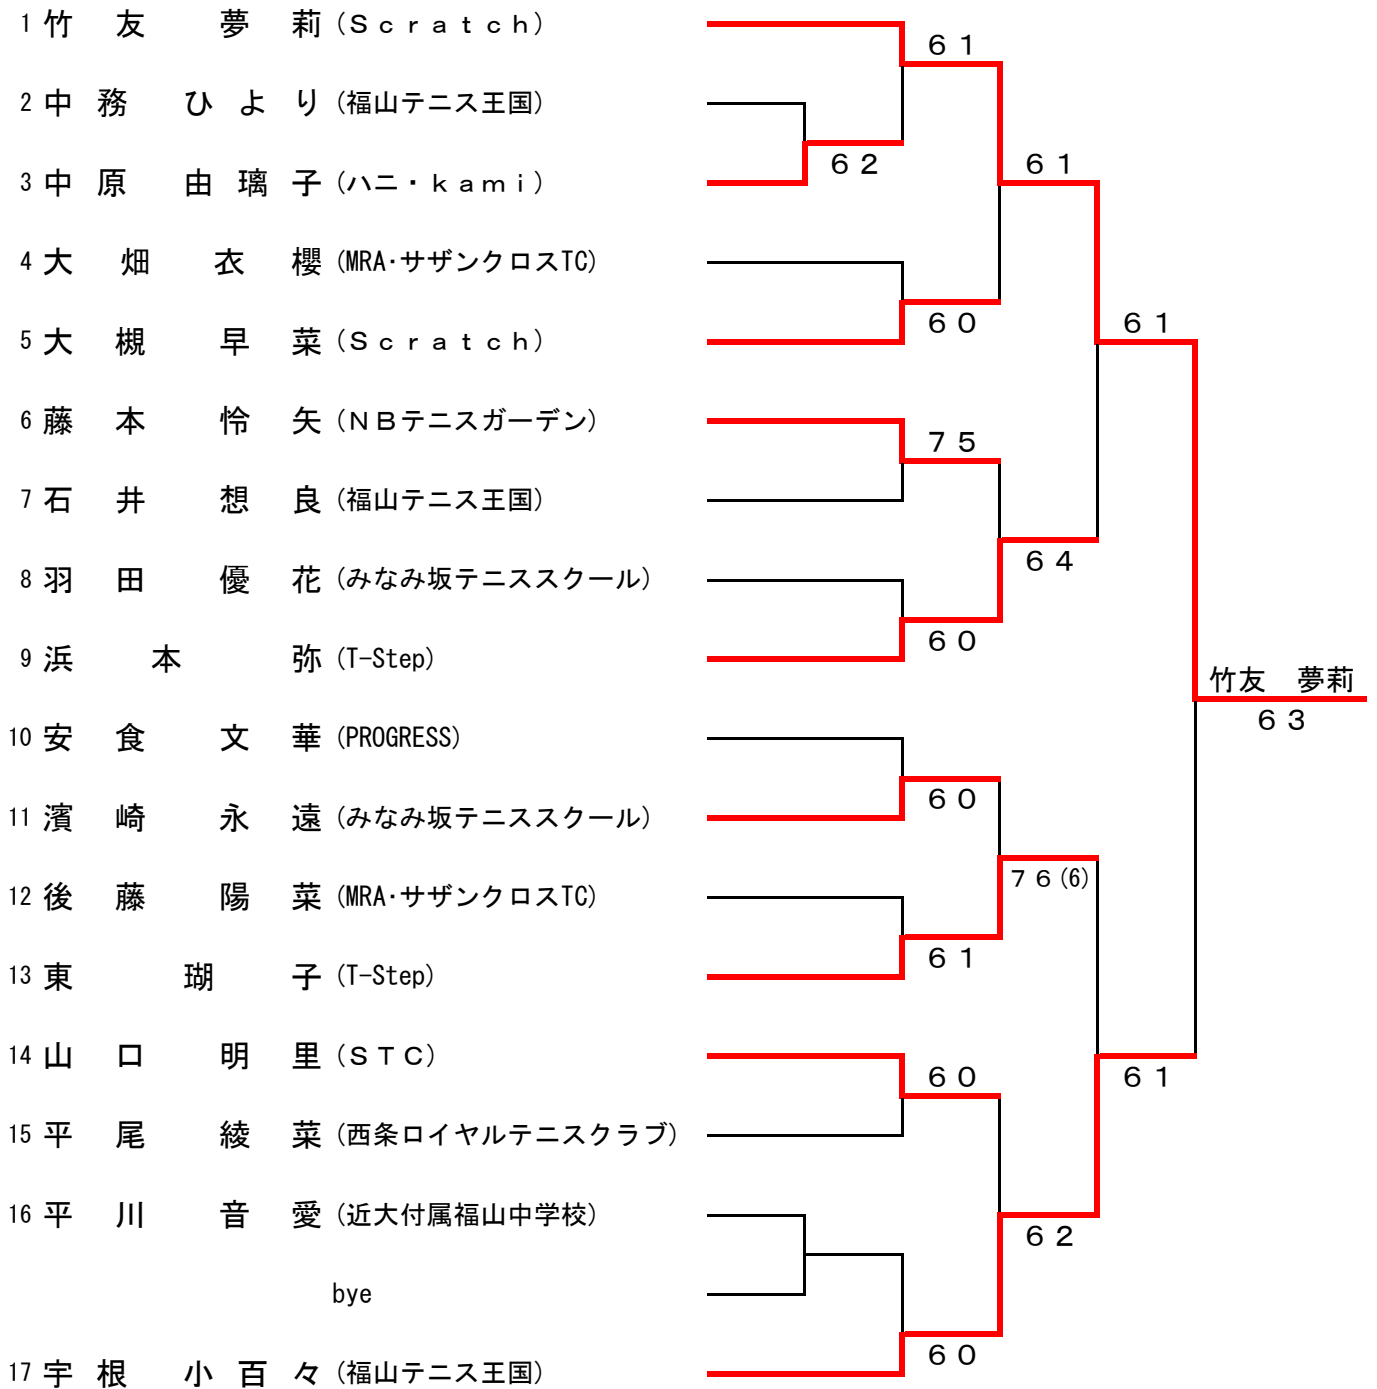 1 竹 友 夢 莉 (Ｓｃｒａｔｃｈ)
６１
2 中 務 ひ よ り (福山テニス王国)
６２
3 中 原 由 璃 子 (ハニ・ｋａｍｉ)
６１
4 大 畑 衣 櫻 (MRA･サザンクロスTC)
６０
5 大 槻 早 菜 (Ｓｃｒａｔｃｈ)
６１
6 藤 本 怜 矢 (ＮＢテニスガーデン)
７５
7 石 井 想 良 (福山テニス王国)
６４
8 羽 田 優 花 (みなみ坂テニススクール)
６０
9 浜 本 弥 (T-Step)
竹友　夢莉
６３
10 安 食 文 華 (PROGRESS)
６０
11 濱 崎 永 遠 (みなみ坂テニススクール)
７６(6)
12 後 藤 陽 菜 (MRA･サザンクロスTC)
６１
13 東 瑚 子 (T-Step)
14 山 口 明 里 (ＳＴＣ)
６０
６１
15 平 尾 綾 菜 (西条ロイヤルテニスクラブ)
16 平 川 音 愛 (近大付属福山中学校)
６２
bye
６０
17 宇 根 小 百 々 (福山テニス王国)